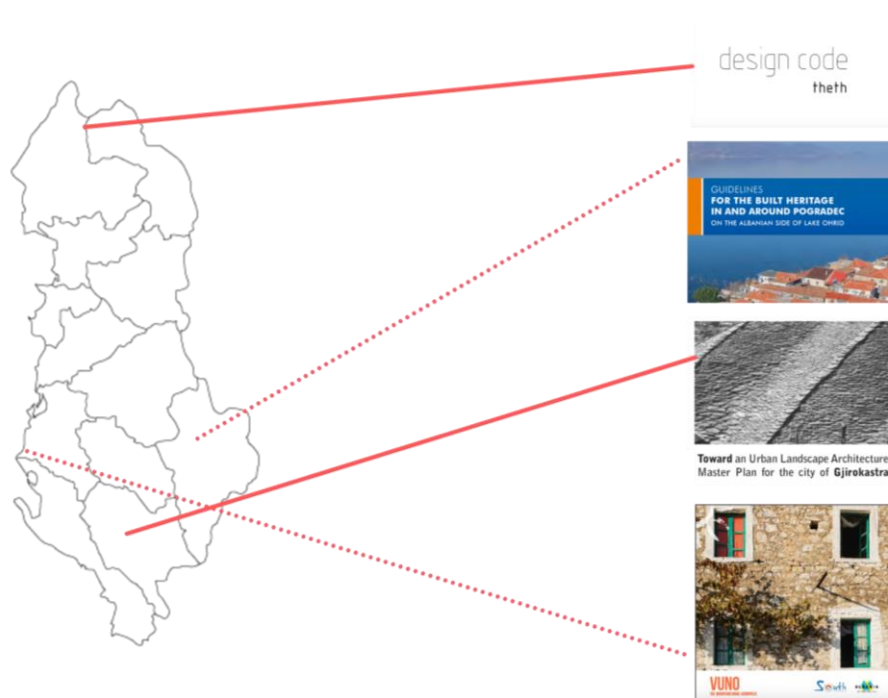 design code
theth
GUIDELINES
FOR THE BUILT HERITAGE
IN AND AROUND POGRADEC
ON THE ALBANIAN SIDE OF LAKE OHRID
Toward an Urban Landscape Architecture
Master Plan for the city of Gjirokastra
VUNO
South